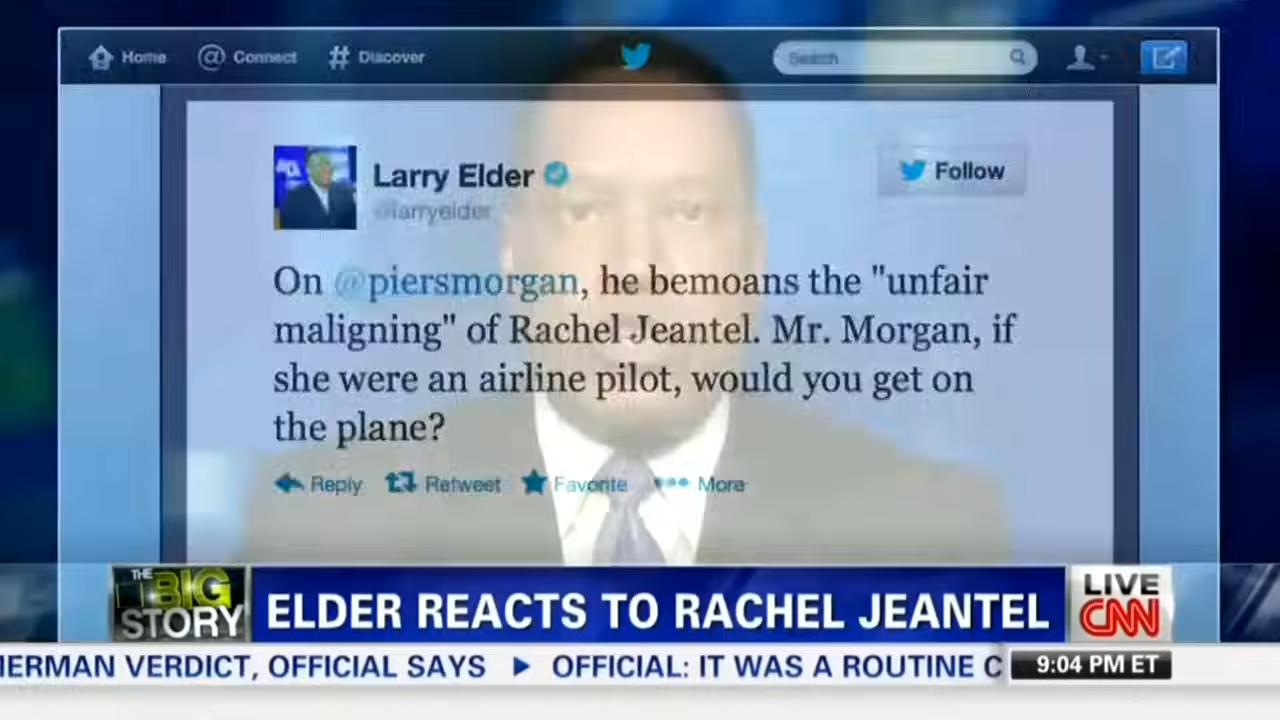 Home @ Connect # Discover Search
Larry Elder
@larryelder
Follow
On @piersmorgan, he bemoans the "unfair
maligning" of Rachel Jeantel. Mr. Morgan, if
she were an airline pilot, would you get on
the plane?
Reply Retweet Favorite More
THE
BIG
STORY
ELDER REACTS TO RACHEL JEANTEL
LIVE
CNN
MERMAN VERDICT, OFFICIAL SAYS ▶ OFFICIAL: IT WAS A ROUTINE C
9:04 PM ET